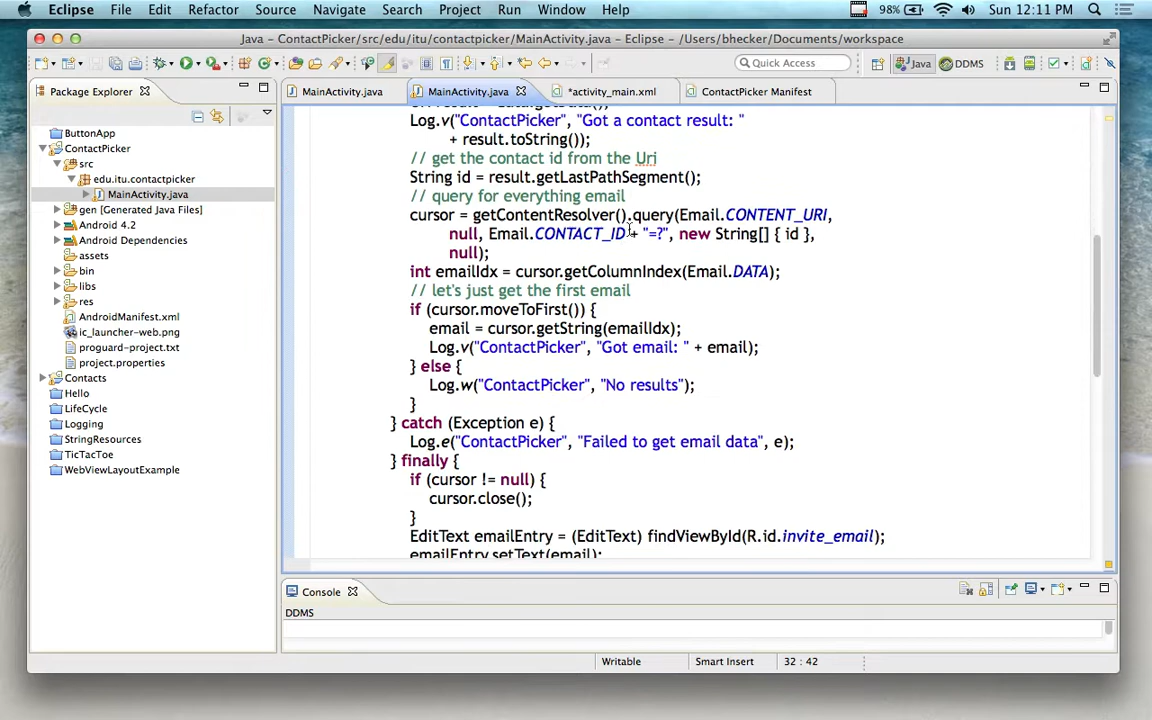 Eclipse File Edit Refactor Source Navigate Search Project Run Window Help 98% Sun 12:11 PM
Java – ContactPicker/src/edu/itu/contactpicker/MainActivity.java – Eclipse – /Users/bhecker/Documents/workspace
Quick Access Java DDMS
Package Explorer
MainActivity.java MainActivity.java *activity_main.xml ContactPicker Manifest
ButtonApp
ContactPicker
src
edu.itu.contactpicker
MainActivity.java
gen [Generated Java Files]
Android 4.2
Android Dependencies
assets
bin
libs
res
AndroidManifest.xml
ic_launcher-web.png
proguard-project.txt
project.properties
Contacts
Hello
LifeCycle
Logging
StringResources
TicTacToe
WebViewLayoutExample
Log.v("ContactPicker", "Got a contact result: "
+ result.toString());
// get the contact id from the Uri
String id = result.getLastPathSegment();
// query for everything email
cursor = getContentResolver().query(Email.CONTENT_URI,
null, Email.CONTACT_ID + "=?", new String[] { id },
null);
int emailIdx = cursor.getColumnIndex(Email.DATA);
// let's just get the first email
if (cursor.moveToFirst()) {
email = cursor.getString(emailIdx);
Log.v("ContactPicker", "Got email: " + email);
} else {
Log.w("ContactPicker", "No results");
}
} catch (Exception e) {
Log.e("ContactPicker", "Failed to get email data", e);
} finally {
if (cursor != null) {
cursor.close();
}
EditText emailEntry = (EditText) findViewById(R.id.invite_email);
emailEntry.setText(email);
Console
DDMS
Writable Smart Insert 32 : 42